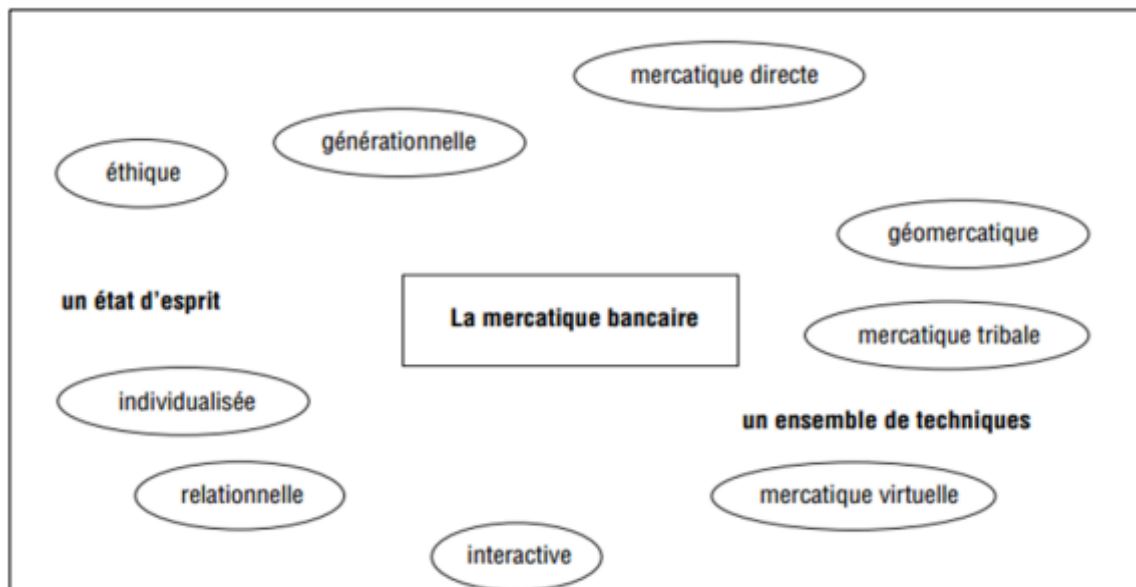 mercatique directe
générationnelle
éthique
géomercatique
un état d'esprit
La mercatique bancaire
mercatique tribale
individualisée
un ensemble de techniques
relationnelle
mercatique virtuelle
interactive